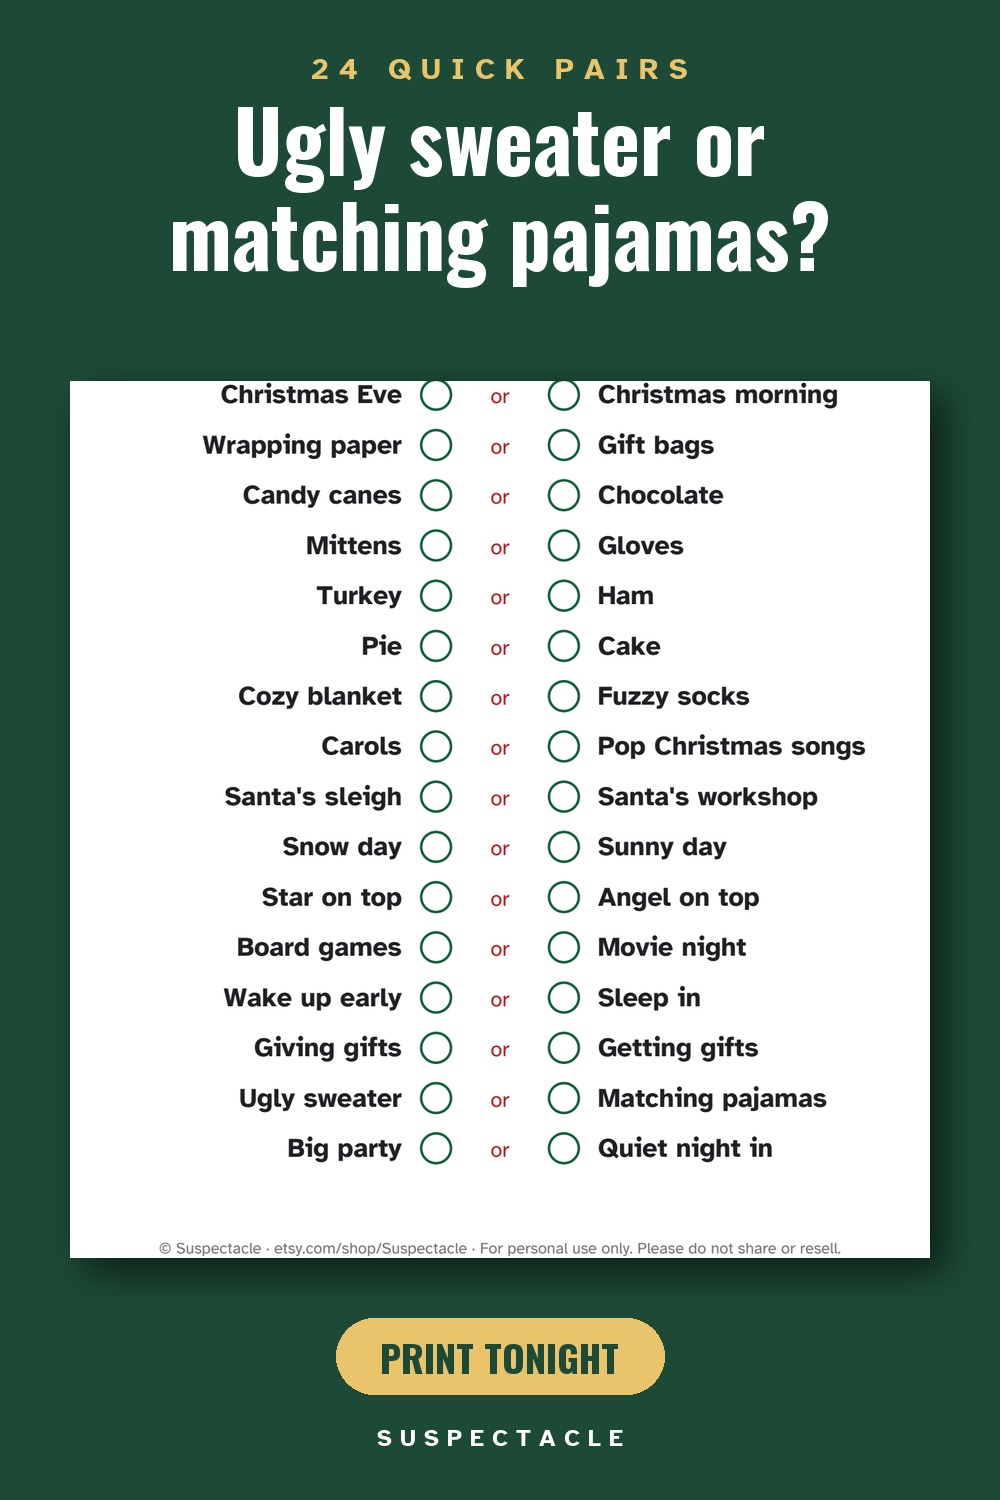 24 QUICK PAIRS
Ugly sweater or
matching pajamas?
Christmas Eve or Christmas morning
Wrapping paper or Gift bags
Candy canes or Chocolate
Mittens or Gloves
Turkey or Ham
Pie or Cake
Cozy blanket or Fuzzy socks
Carols or Pop Christmas songs
Santa's sleigh or Santa's workshop
Snow day or Sunny day
Star on top or Angel on top
Board games or Movie night
Wake up early or Sleep in
Giving gifts or Getting gifts
Ugly sweater or Matching pajamas
Big party or Quiet night in
© Suspectacle · etsy.com/shop/Suspectacle · For personal use only. Please do not share or resell.
PRINT TONIGHT
SUSPECTACLE